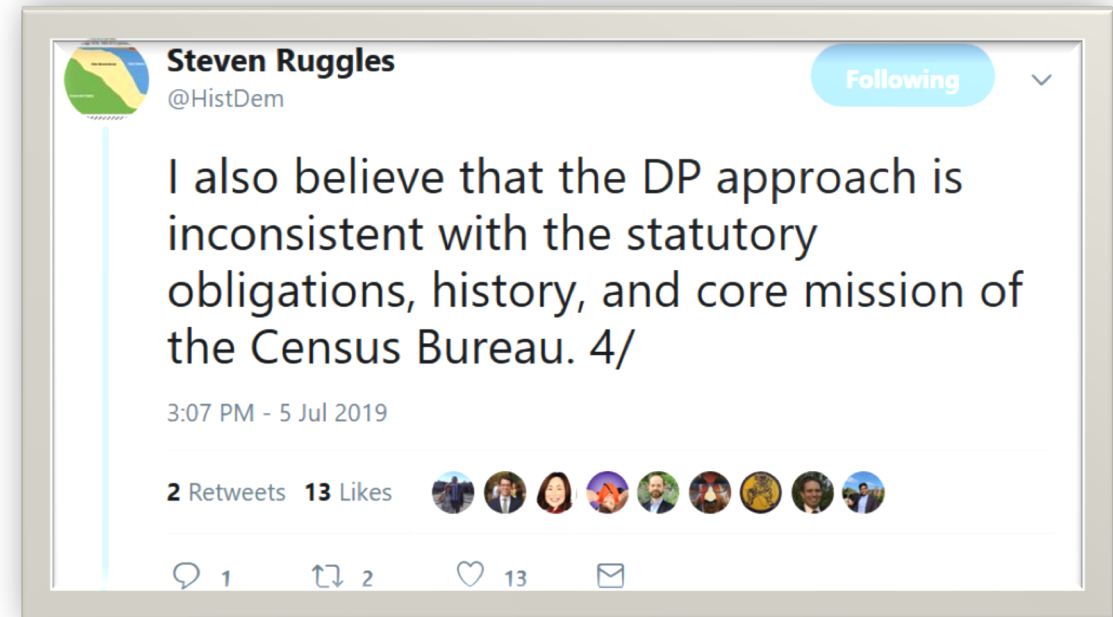 Steven Ruggles
@HistDem
Following
I also believe that the DP approach is
inconsistent with the statutory
obligations, history, and core mission of
the Census Bureau. 4/
3:07 PM - 5 Jul 2019
2 Retweets 13 Likes
1 2 13